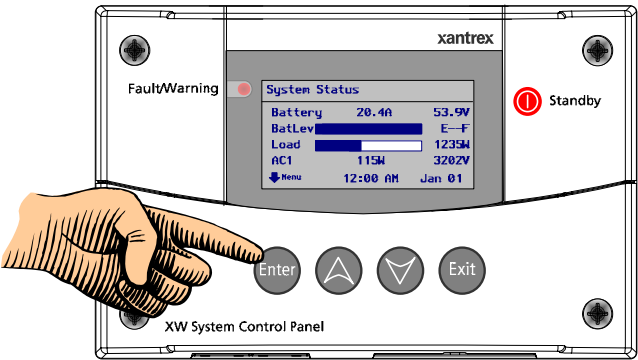 xantrex
Fault/Warning
Standby
System Status
Battery 20.4A 53.9V
BatLev E--F
Load 1235W
AC1 115W 3202V
Menu 12:00 AM Jan 01
Enter Exit
XW System Control Panel